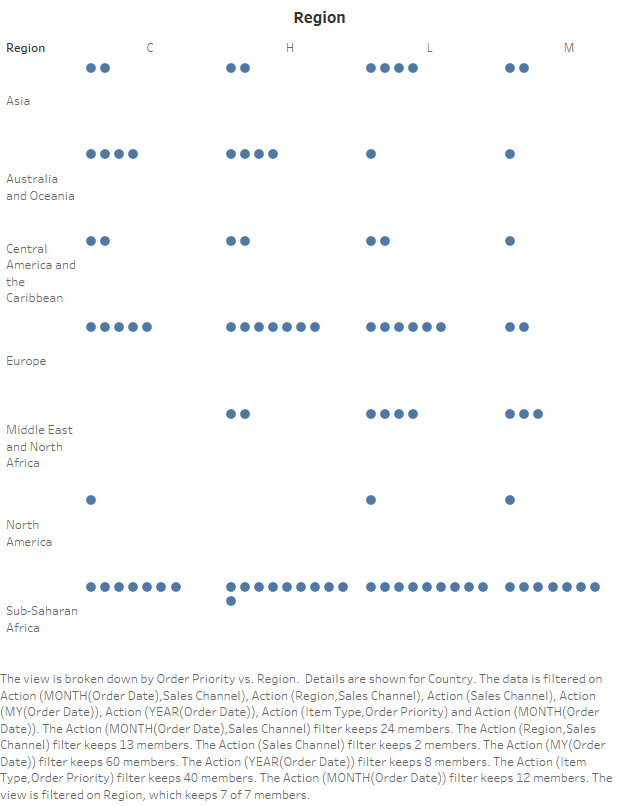 Region
Region C H L M
Asia
Australia
and Oceania
Central
America and
the
Caribbean
Europe
Middle East
and North
Africa
North
America
Sub-Saharan
Africa
The view is broken down by Order Priority vs. Region.  Details are shown for Country. The data is filtered on
Action (MONTH(Order Date),Sales Channel), Action (Region,Sales Channel), Action (Sales Channel), Action
(MY(Order Date)), Action (YEAR(Order Date)), Action (Item Type,Order Priority) and Action (MONTH(Order
Date)). The Action (MONTH(Order Date),Sales Channel) filter keeps 24 members. The Action (Region,Sales
Channel) filter keeps 13 members. The Action (Sales Channel) filter keeps 2 members. The Action (MY(Order
Date)) filter keeps 60 members. The Action (YEAR(Order Date)) filter keeps 8 members. The Action (Item
Type,Order Priority) filter keeps 40 members. The Action (MONTH(Order Date)) filter keeps 12 members. The
view is filtered on Region, which keeps 7 of 7 members.